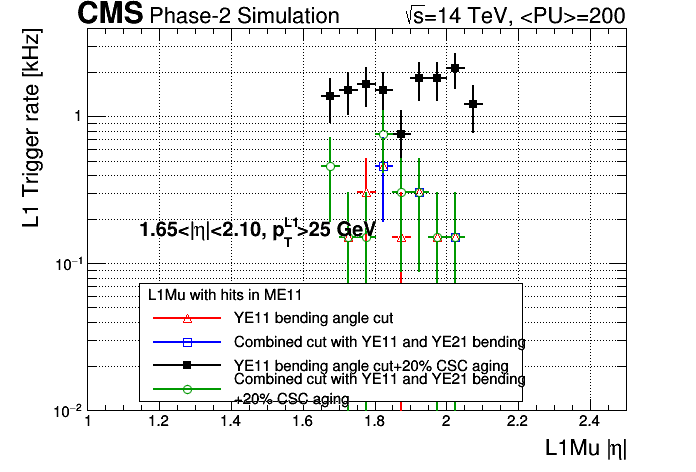 CMS Phase-2 Simulation √s=14 TeV, <PU>=200
L1 Trigger rate [kHz]
1
10⁻¹
10⁻²
1.65<|η|<2.10, p_T^L1>25 GeV
L1Mu with hits in ME11
YE11 bending angle cut
Combined cut with YE11 and YE21 bending
YE11 bending angle cut+20% CSC aging
Combined cut with YE11 and YE21 bending
+20% CSC aging
1 1.2 1.4 1.6 1.8 2 2.2 2.4
L1Mu |η|